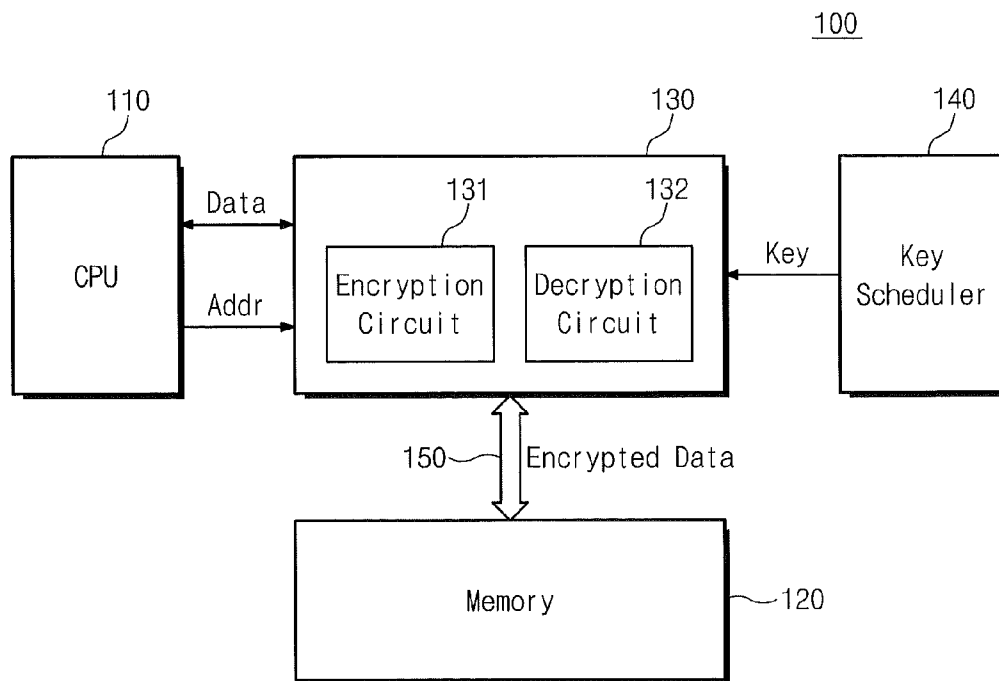 100
110
130
140
Data
131
132
CPU
Addr
Encryption
Circuit
Decryption
Circuit
Key
Key
Scheduler
150
Encrypted Data
Memory
120